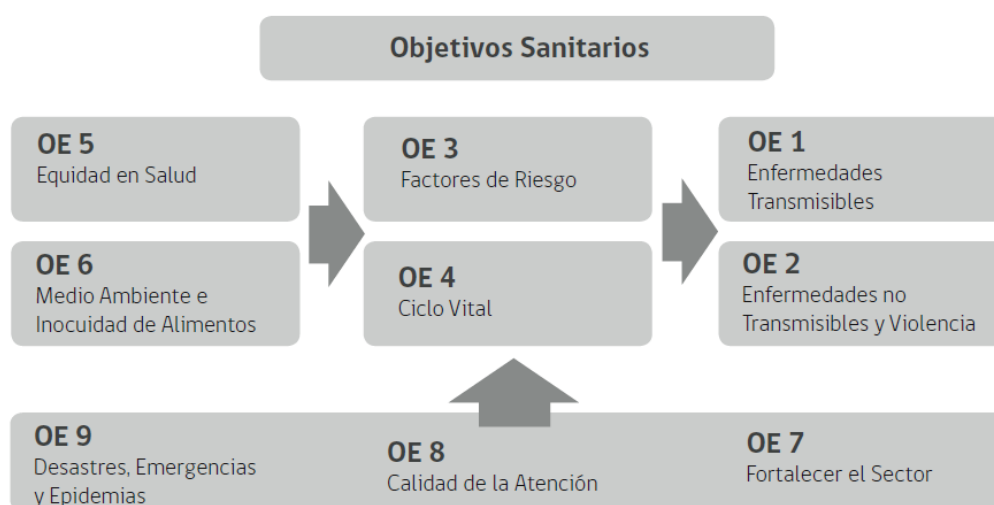 Objetivos Sanitarios
OE 5
Equidad en Salud
OE 3
Factores de Riesgo
OE 1
Enfermedades
Transmisibles
OE 6
Medio Ambiente e
Inocuidad de Alimentos
OE 4
Ciclo Vital
OE 2
Enfermedades no
Transmisibles y Violencia
OE 9
Desastres, Emergencias
y Epidemias
OE 8
Calidad de la Atención
OE 7
Fortalecer el Sector